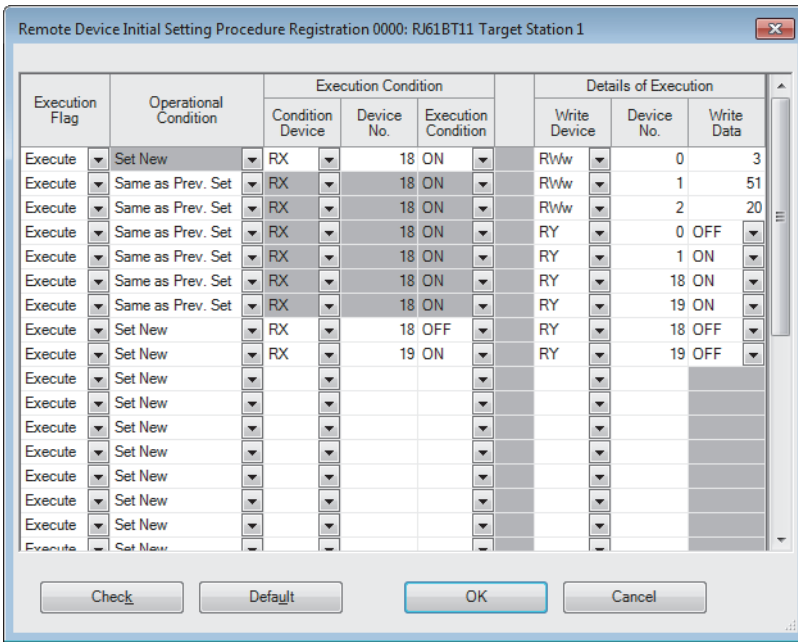 Remote Device Initial Setting Procedure Registration 0000: RJ61BT11 Target Station 1
Execution Flag Operational Condition Execution Condition Details of Execution
Condition Device Device No. Execution Condition Write Device Device No. Write Data
Execute Set New RX 18 ON RWw 0 3
Execute Same as Prev. Set RX 18 ON RWw 1 51
Execute Same as Prev. Set RX 18 ON RWw 2 20
Execute Same as Prev. Set RX 18 ON RY 0 OFF
Execute Same as Prev. Set RX 18 ON RY 1 ON
Execute Same as Prev. Set RX 18 ON RY 18 ON
Execute Same as Prev. Set RX 18 ON RY 19 ON
Execute Set New RX 18 OFF RY 18 OFF
Execute Set New RX 19 ON RY 19 OFF
Execute Set New
Execute Set New
Execute Set New
Execute Set New
Execute Set New
Execute Set New
Execute Set New
Execute Set New
Check Default OK Cancel